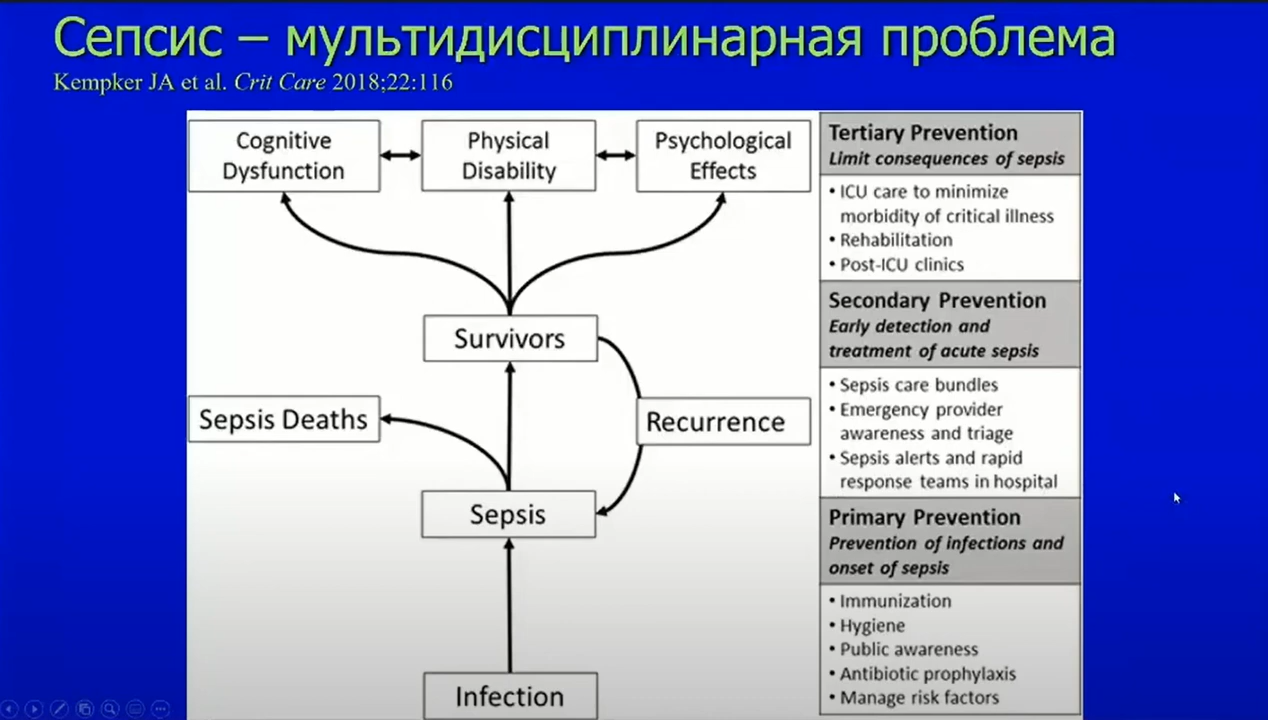 Сепсис – мультидисциплинарная проблема
Kempker JA et al. Crit Care 2018;22:116
Cognitive
Dysfunction
Physical
Disability
Psychological
Effects
Survivors
Sepsis Deaths
Recurrence
Sepsis
Infection
Tertiary Prevention
Limit consequences of sepsis
• ICU care to minimize
morbidity of critical illness
• Rehabilitation
• Post-ICU clinics
Secondary Prevention
Early detection and
treatment of acute sepsis
• Sepsis care bundles
• Emergency provider
awareness and triage
• Sepsis alerts and rapid
response teams in hospital
Primary Prevention
Prevention of infections and
onset of sepsis
• Immunization
• Hygiene
• Public awareness
• Antibiotic prophylaxis
• Manage risk factors